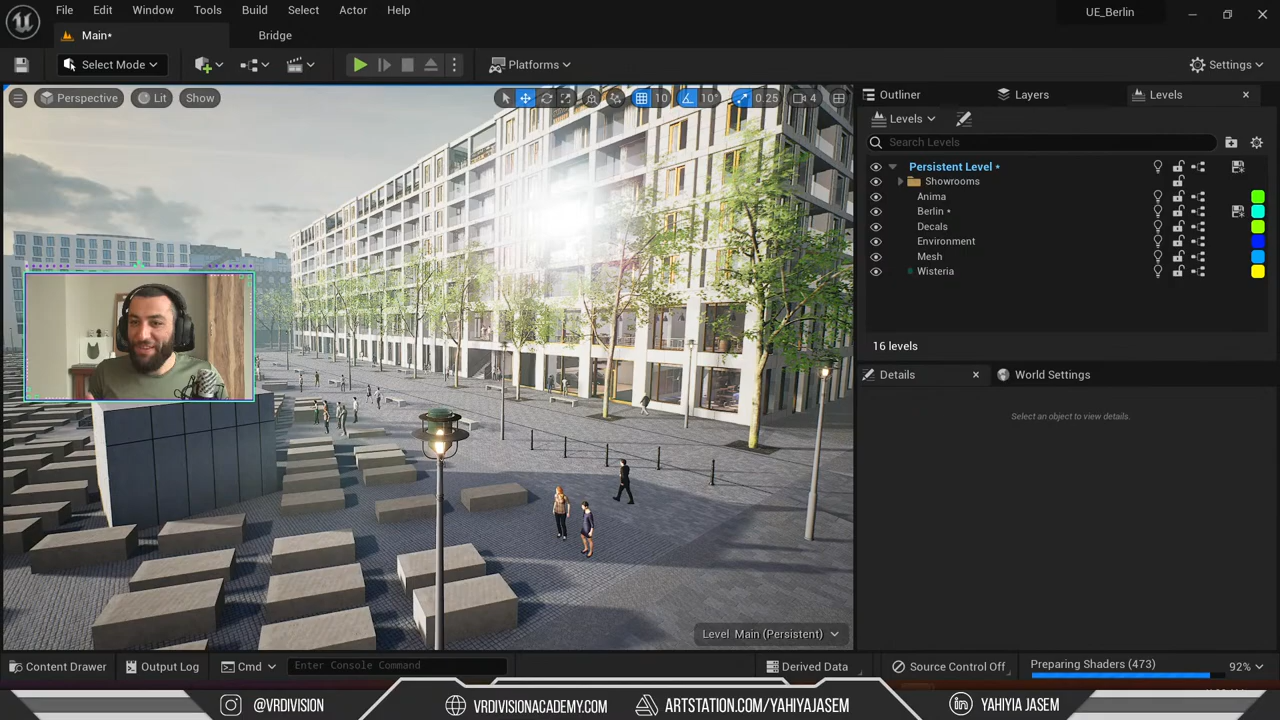 File Edit Window Tools Build Select Actor Help
UE_Berlin
Main*
Bridge
Select Mode
Platforms
Settings
Perspective
Lit
Show
10
10°
0.25
4
Outliner
Layers
Levels
Levels
Search Levels
Persistent Level *
Showrooms
Anima
Berlin *
Decals
Environment
Mesh
Wisteria
16 levels
Details
World Settings
Select an object to view details.
Level Main (Persistent)
Content Drawer
Output Log
Cmd
Enter Console Command
Derived Data
Source Control Off
Preparing Shaders (473)
92%
@VRDIVISION
VRDIVISIONACADEMY.COM
ARTSTATION.COM/YAHIYAJASEM
YAHIYIA JASEM